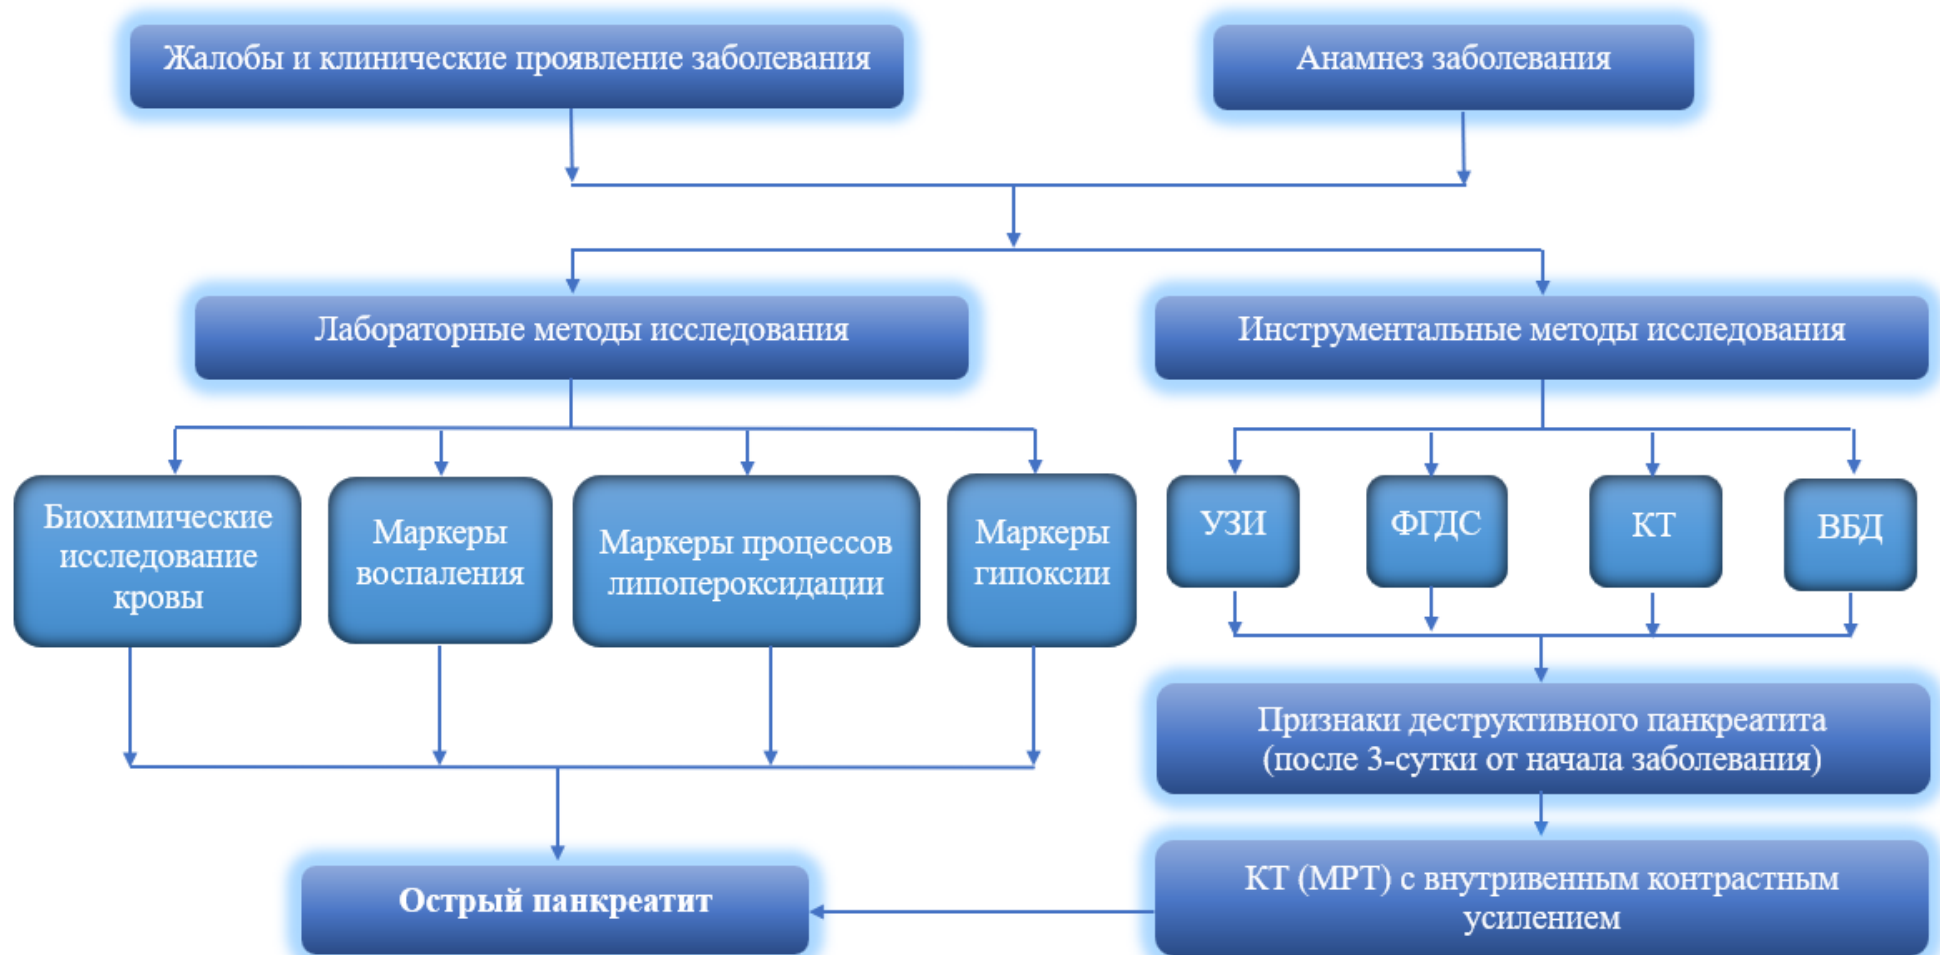 Жалобы и клинические проявление заболевания
Анамнез заболевания
Лабораторные методы исследования
Инструментальные методы исследования
Биохимические
исследование
кровы
Маркеры
воспаления
Маркеры процессов
липопероксидации
Маркеры
гипоксии
УЗИ
ФГДС
КТ
ВБД
Признаки деструктивного панкреатита
(после 3-сутки от начала заболевания)
КТ (МРТ) с внутривенным контрастным
усилением
Острый панкреатит